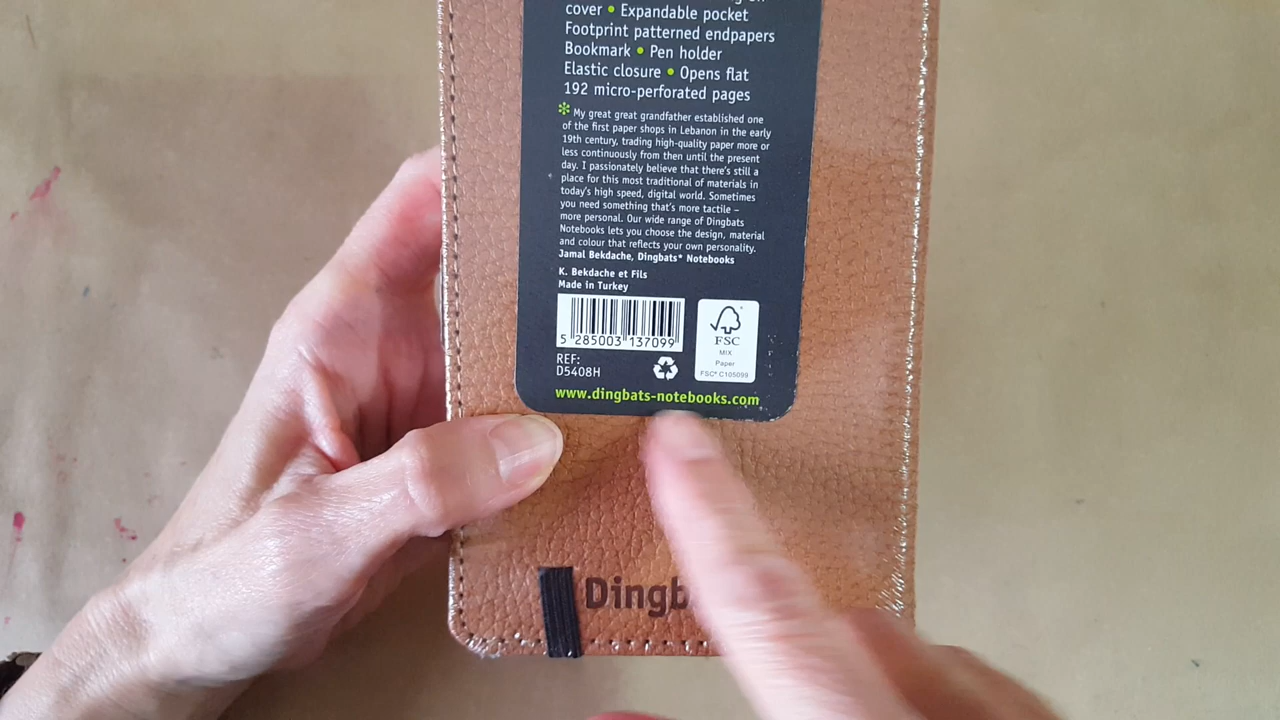 cover • Expandable pocket
Footprint patterned endpapers
Bookmark • Pen holder
Elastic closure • Opens flat
192 micro-perforated pages
* My great great grandfather established one
of the first paper shops in Lebanon in the early
19th century, trading high-quality paper more or
less continuously from then until the present
day. I passionately believe that there's still a
place for this most traditional of materials in
today's high speed, digital world. Sometimes
you need something that's more tactile –
more personal. Our wide range of Dingbats
Notebooks lets you choose the design, material
and colour that reflects your own personality.
Jamal Bekdache, Dingbats* Notebooks
K. Bekdache et Fils
Made in Turkey
5 285003 137099
REF:
D5408H
FSC
MIX
Paper
FSC® C105099
www.dingbats-notebooks.com